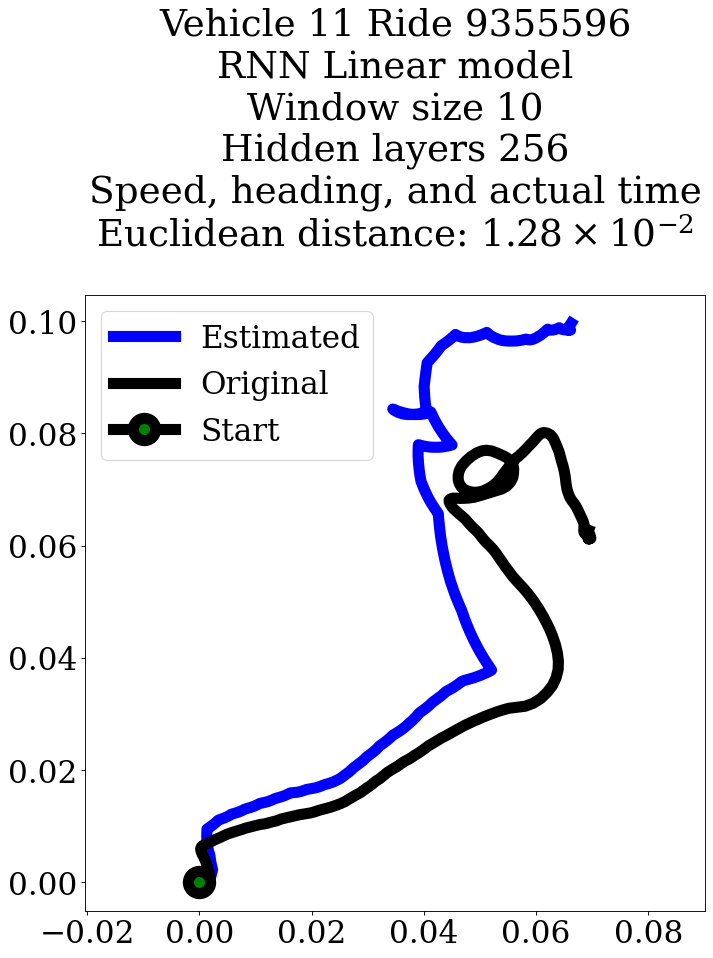 Vehicle 11 Ride 9355596
RNN Linear model
Window size 10
Hidden layers 256
Speed, heading, and actual time
Euclidean distance: 1.28 × 10⁻²
Estimated
Original
Start
0.10
0.08
0.06
0.04
0.02
0.00
−0.02 0.00 0.02 0.04 0.06 0.08